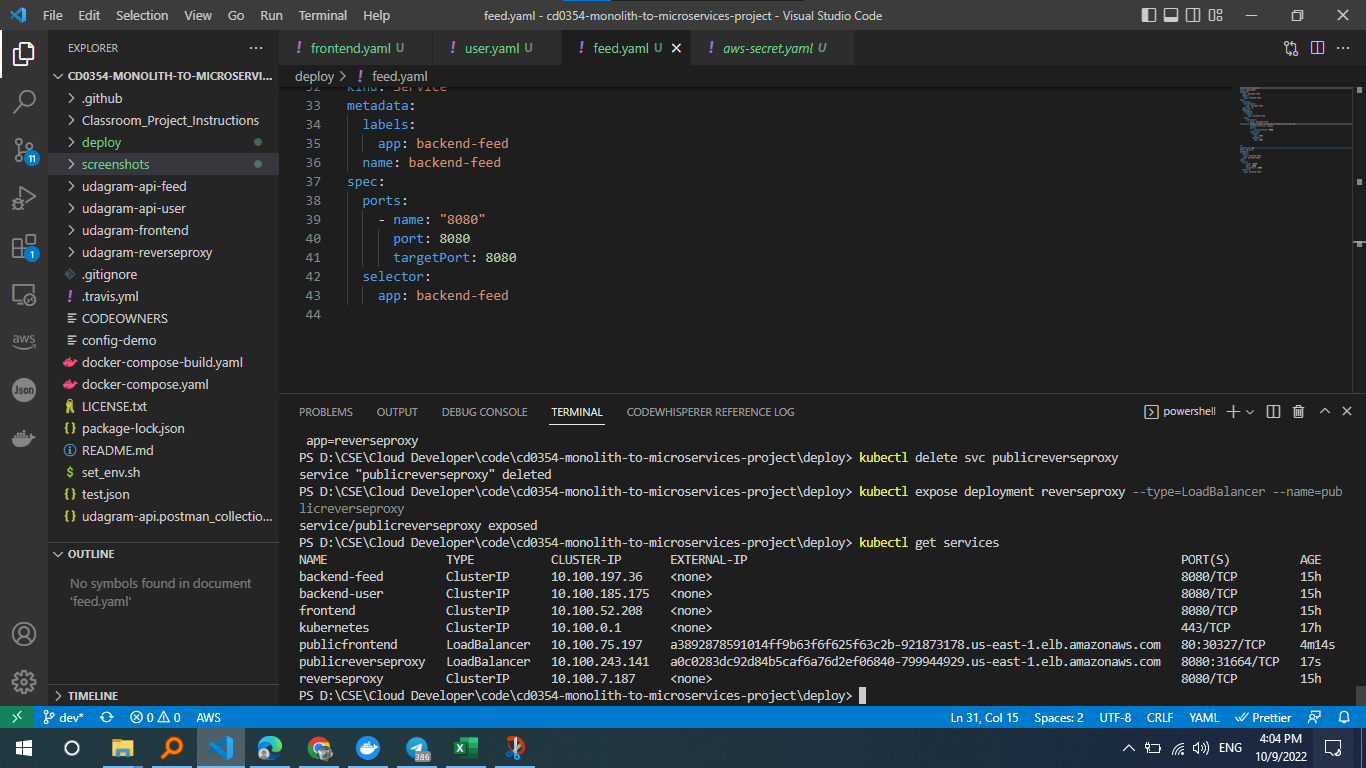 File Edit Selection View Go Run Terminal Help
feed.yaml - cd0354-monolith-to-microservices-project - Visual Studio Code
EXPLORER
CD0354-MONOLITH-TO-MICROSERVI...
.github
Classroom_Project_Instructions
deploy
screenshots
udagram-api-feed
udagram-api-user
udagram-frontend
udagram-reverseproxy
.gitignore
! .travis.yml
CODEOWNERS
config-demo
docker-compose-build.yaml
docker-compose.yaml
LICENSE.txt
{} package-lock.json
README.md
$ set_env.sh
{} test.json
{} udagram-api.postman_collectio...
OUTLINE
No symbols found in document
'feed.yaml'
TIMELINE
11
1
aws
Json
! frontend.yaml U
! user.yaml U
! feed.yaml U
! aws-secret.yaml U
deploy > ! feed.yaml
32 kind: Service
33 metadata:
34 labels:
35 app: backend-feed
36 name: backend-feed
37 spec:
38 ports:
39 - name: "8080"
40 port: 8080
41 targetPort: 8080
42 selector:
43 app: backend-feed
44
PROBLEMS OUTPUT DEBUG CONSOLE TERMINAL CODEWHISPERER REFERENCE LOG
powershell
app=reverseproxy
PS D:\CSE\Cloud Developer\code\cd0354-monolith-to-microservices-project\deploy> kubectl delete svc publicreverseproxy
service "publicreverseproxy" deleted
PS D:\CSE\Cloud Developer\code\cd0354-monolith-to-microservices-project\deploy> kubectl expose deployment reverseproxy --type=LoadBalancer --name=pub
licreverseproxy
service/publicreverseproxy exposed
PS D:\CSE\Cloud Developer\code\cd0354-monolith-to-microservices-project\deploy> kubectl get services
NAME TYPE CLUSTER-IP EXTERNAL-IP PORT(S) AGE
backend-feed ClusterIP 10.100.197.36 <none> 8080/TCP 15h
backend-user ClusterIP 10.100.185.175 <none> 8080/TCP 15h
frontend ClusterIP 10.100.52.208 <none> 8080/TCP 15h
kubernetes ClusterIP 10.100.0.1 <none> 443/TCP 17h
publicfrontend LoadBalancer 10.100.75.197 a3892878591014ff9b63f6f625f63c2b-921873178.us-east-1.elb.amazonaws.com 80:30327/TCP 4m14s
publicreverseproxy LoadBalancer 10.100.243.141 a0c0283dc92d84b5caf6a76d2ef06840-799944929.us-east-1.elb.amazonaws.com 8080:31664/TCP 17s
reverseproxy ClusterIP 10.100.7.187 <none> 8080/TCP 15h
PS D:\CSE\Cloud Developer\code\cd0354-monolith-to-microservices-project\deploy>
dev* 0 0 AWS
Ln 31, Col 15 Spaces: 2 UTF-8 CRLF YAML Prettier
386
ENG
4:04 PM
10/9/2022